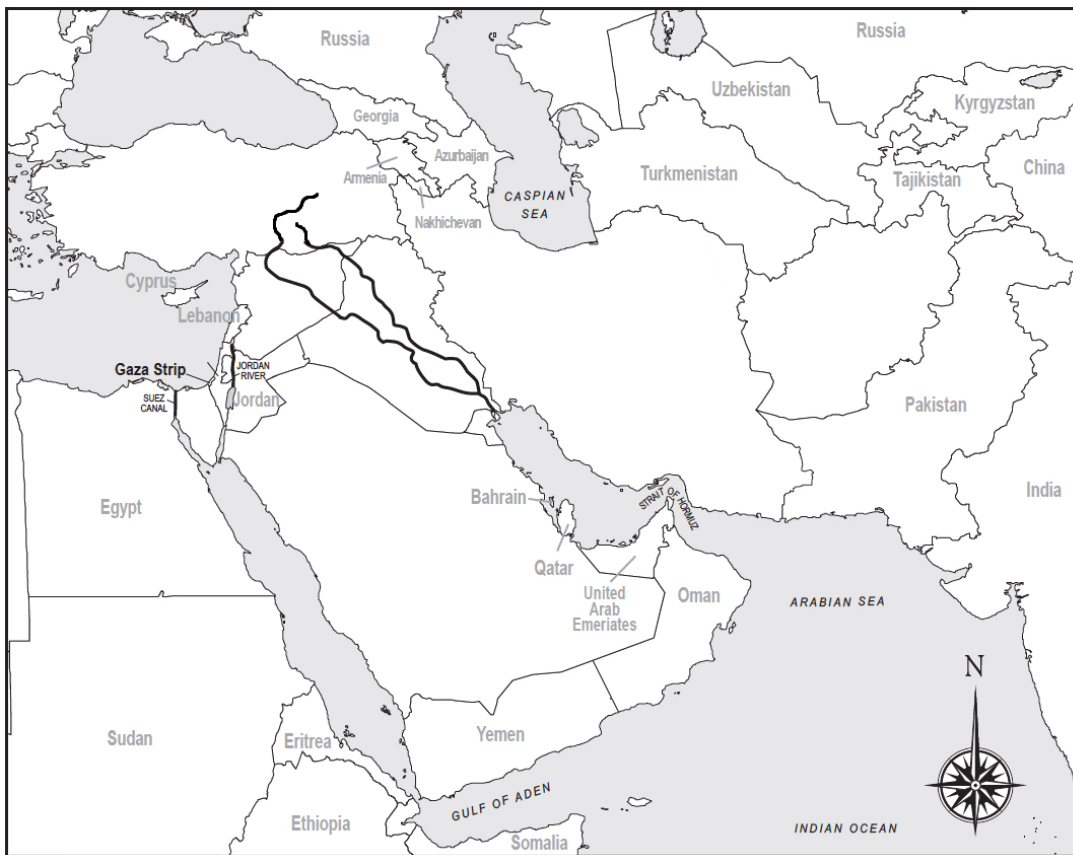 Russia
Russia
Uzbekistan
Kyrgyzstan
Georgia
Azurbaijan
Armenia
Turkmenistan
Tajikistan
China
Nakhichevan
CASPIAN
SEA
Cyprus
Lebanon
Gaza Strip
JORDAN
RIVER
SUEZ
CANAL
Jordan
Pakistan
Egypt
Bahrain
STRAIT OF HORMUZ
India
Qatar
United
Arab
Emeriates
Oman
ARABIAN SEA
N
Sudan
Eritrea
Yemen
GULF OF ADEN
Ethiopia
Somalia
INDIAN OCEAN